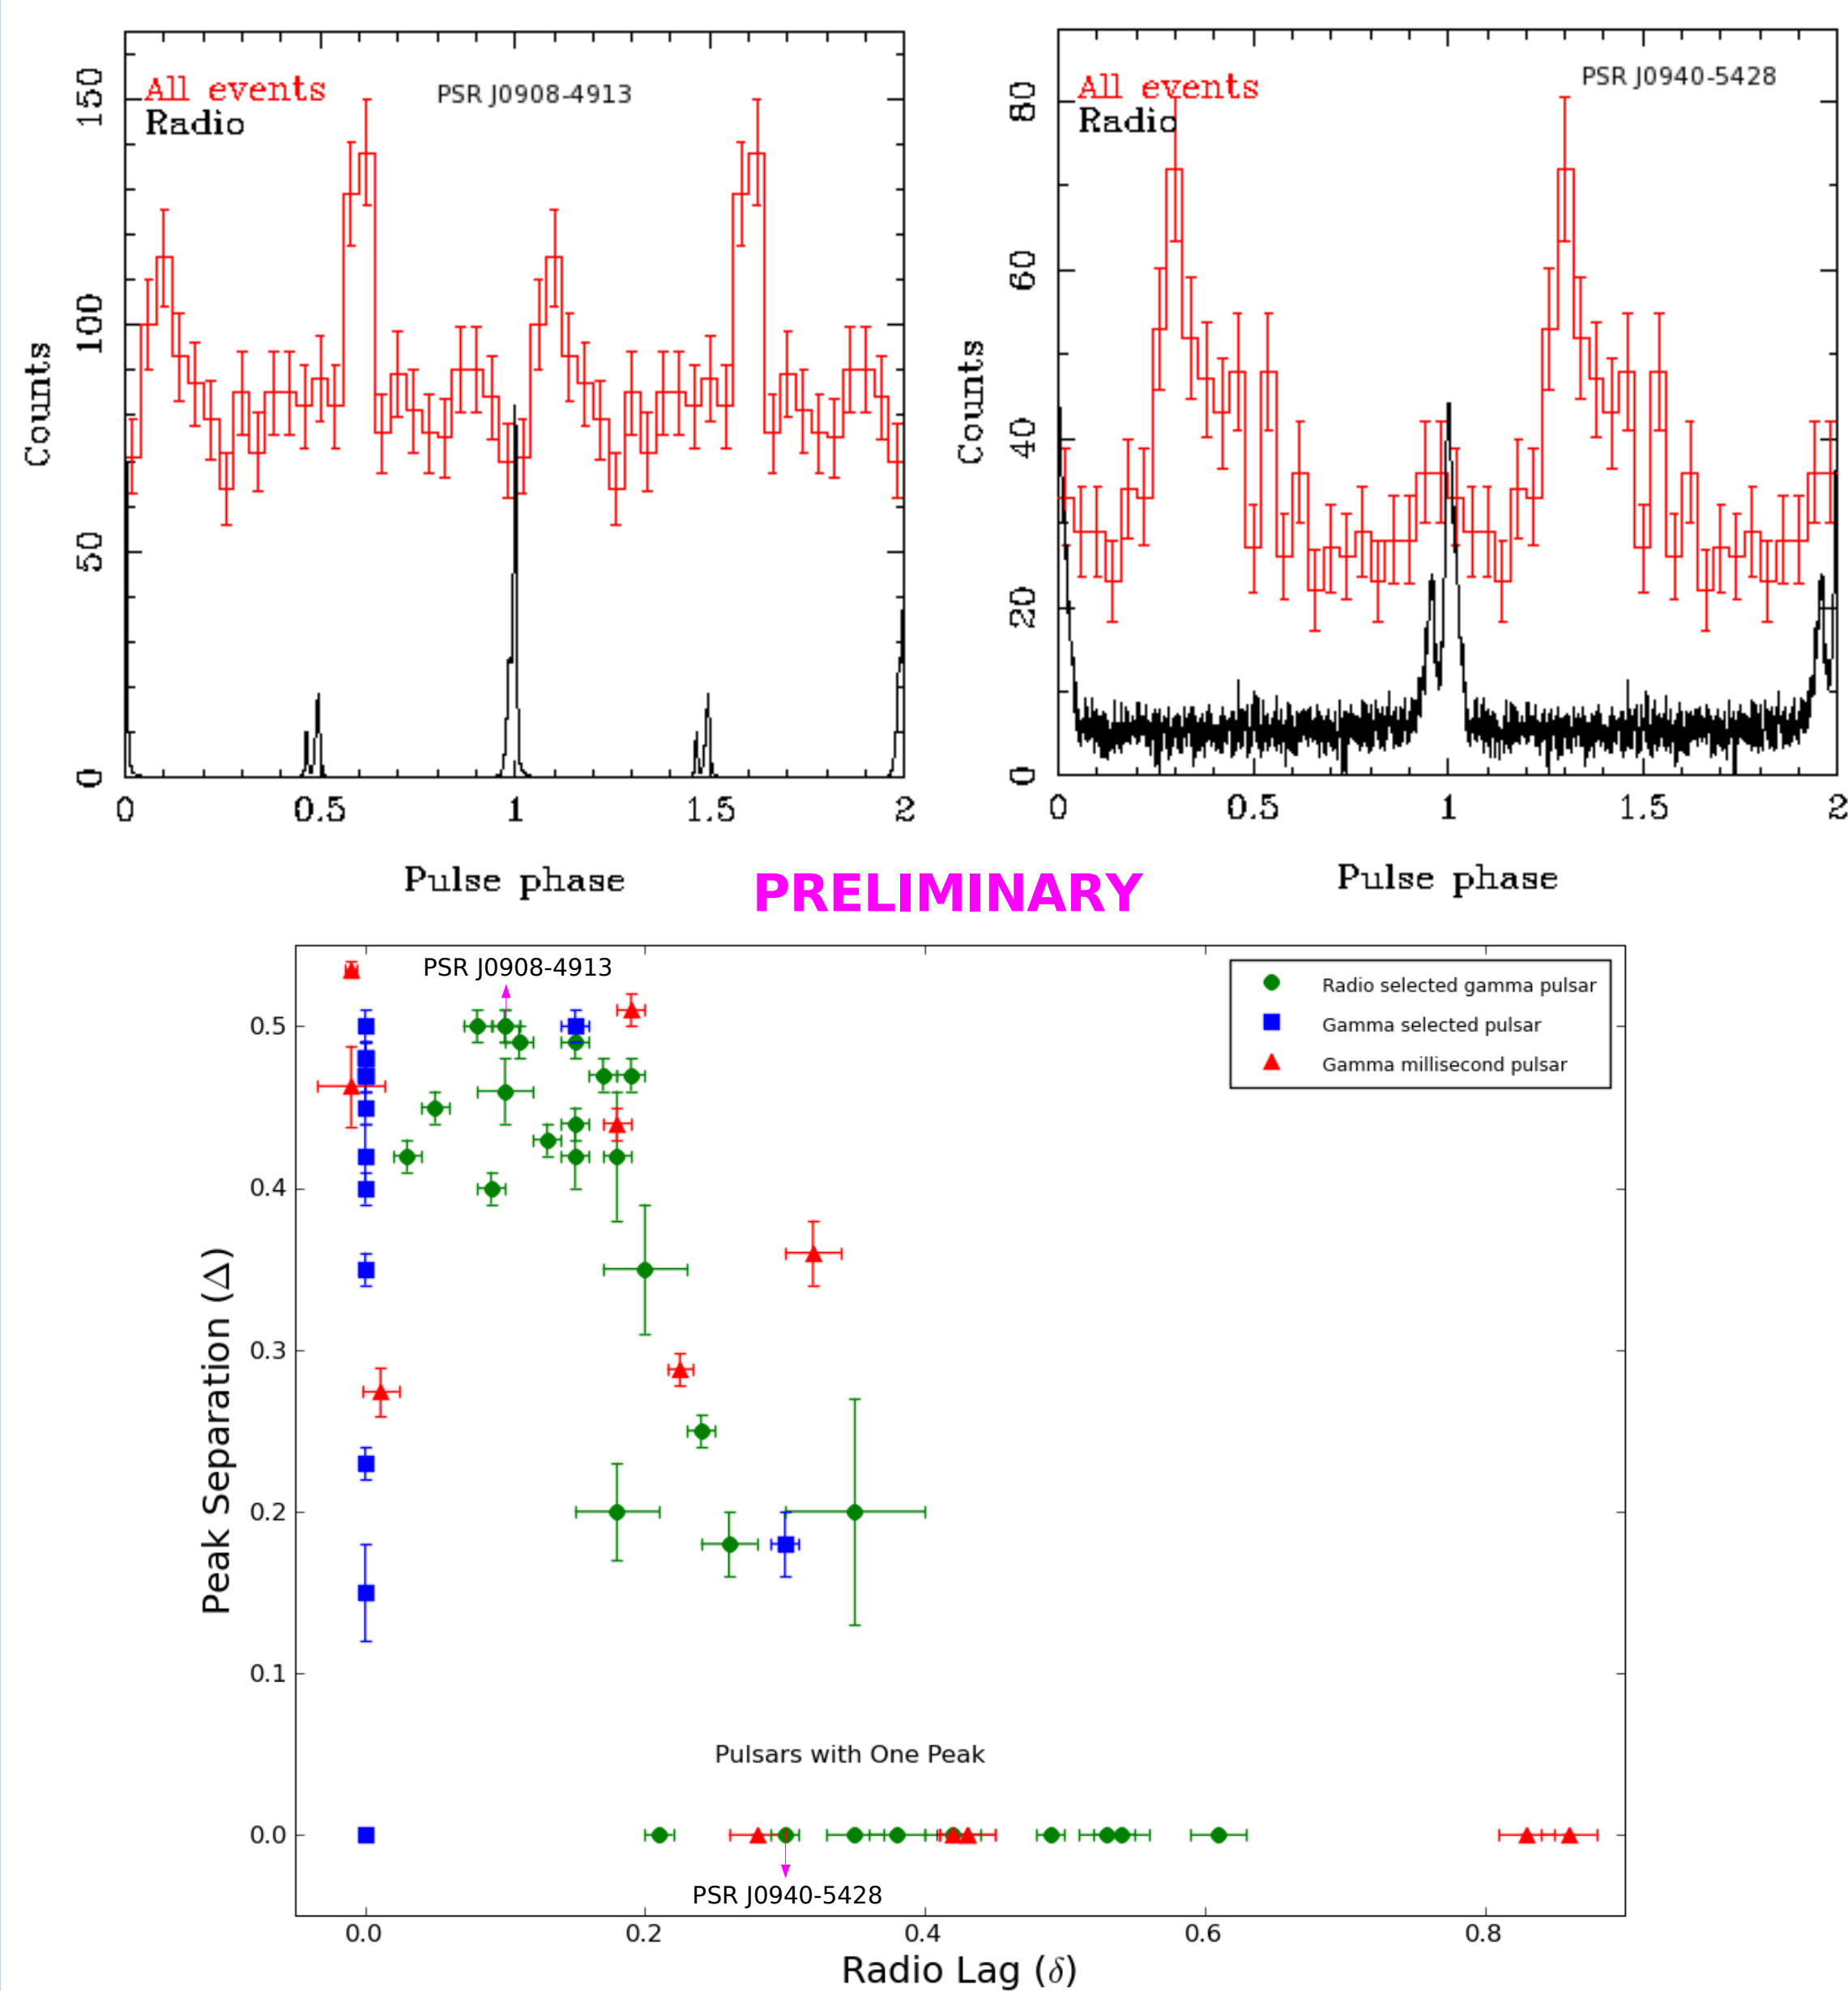 All events
Radio
PSR J0908-4913
Counts
0
50
100
150
0
0.5
1
1.5
2
Pulse phase
All events
Radio
PSR J0940-5428
Counts
0
20
40
60
80
0
0.5
1
1.5
2
Pulse phase
PRELIMINARY
PSR J0908-4913
Radio selected gamma pulsar
Gamma selected pulsar
Gamma millisecond pulsar
Peak Separation (Δ)
0.5
0.4
0.3
0.2
0.1
0.0
Pulsars with One Peak
PSR J0940-5428
0.0
0.2
0.4
0.6
0.8
Radio Lag (δ)